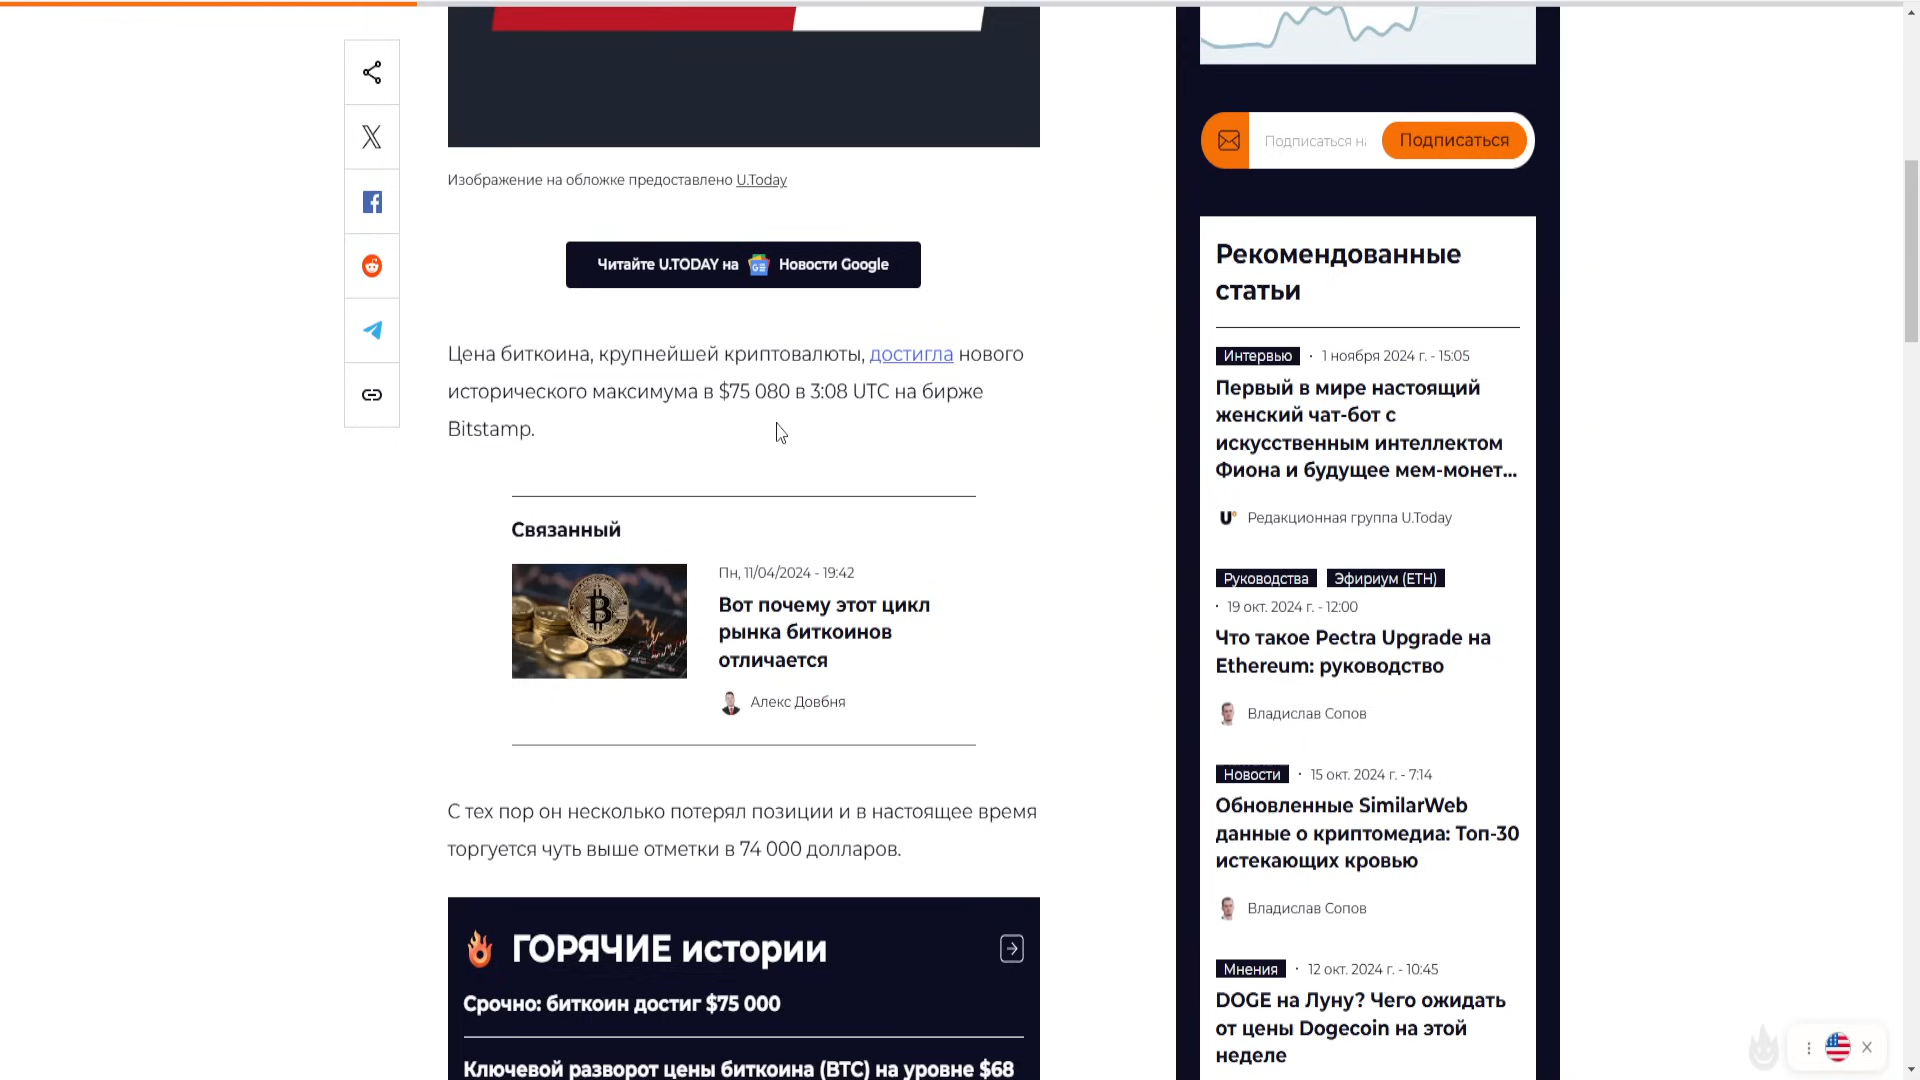 Изображение на обложке предоставлено U.Today
Читайте U.TODAY на Новости Google
Цена биткоина, крупнейшей криптовалюты, достигла нового
исторического максимума в $75 080 в 3:08 UTC на бирже
Bitstamp.
Связанный
Пн, 11/04/2024 - 19:42
Вот почему этот цикл
рынка биткоинов
отличается
Алекс Довбня
С тех пор он несколько потерял позиции и в настоящее время
торгуется чуть выше отметки в 74 000 долларов.
ГОРЯЧИЕ истории
Срочно: биткоин достиг $75 000
Ключевой разворот цены биткоина (BTC) на уровне $68
Подписаться на
Подписаться
Рекомендованные
статьи
Интервью · 1 ноября 2024 г. - 15:05
Первый в мире настоящий
женский чат-бот с
искусственным интеллектом
Фиона и будущее мем-монет...
Редакционная группа U.Today
Руководства Эфириум (ETH)
· 19 окт. 2024 г. - 12:00
Что такое Pectra Upgrade на
Ethereum: руководство
Владислав Сопов
Новости · 15 окт. 2024 г. - 7:14
Обновленные SimilarWeb
данные о криптомедиа: Топ-30
истекающих кровью
Владислав Сопов
Мнения · 12 окт. 2024 г. - 10:45
DOGE на Луну? Чего ожидать
от цены Dogecoin на этой
неделе